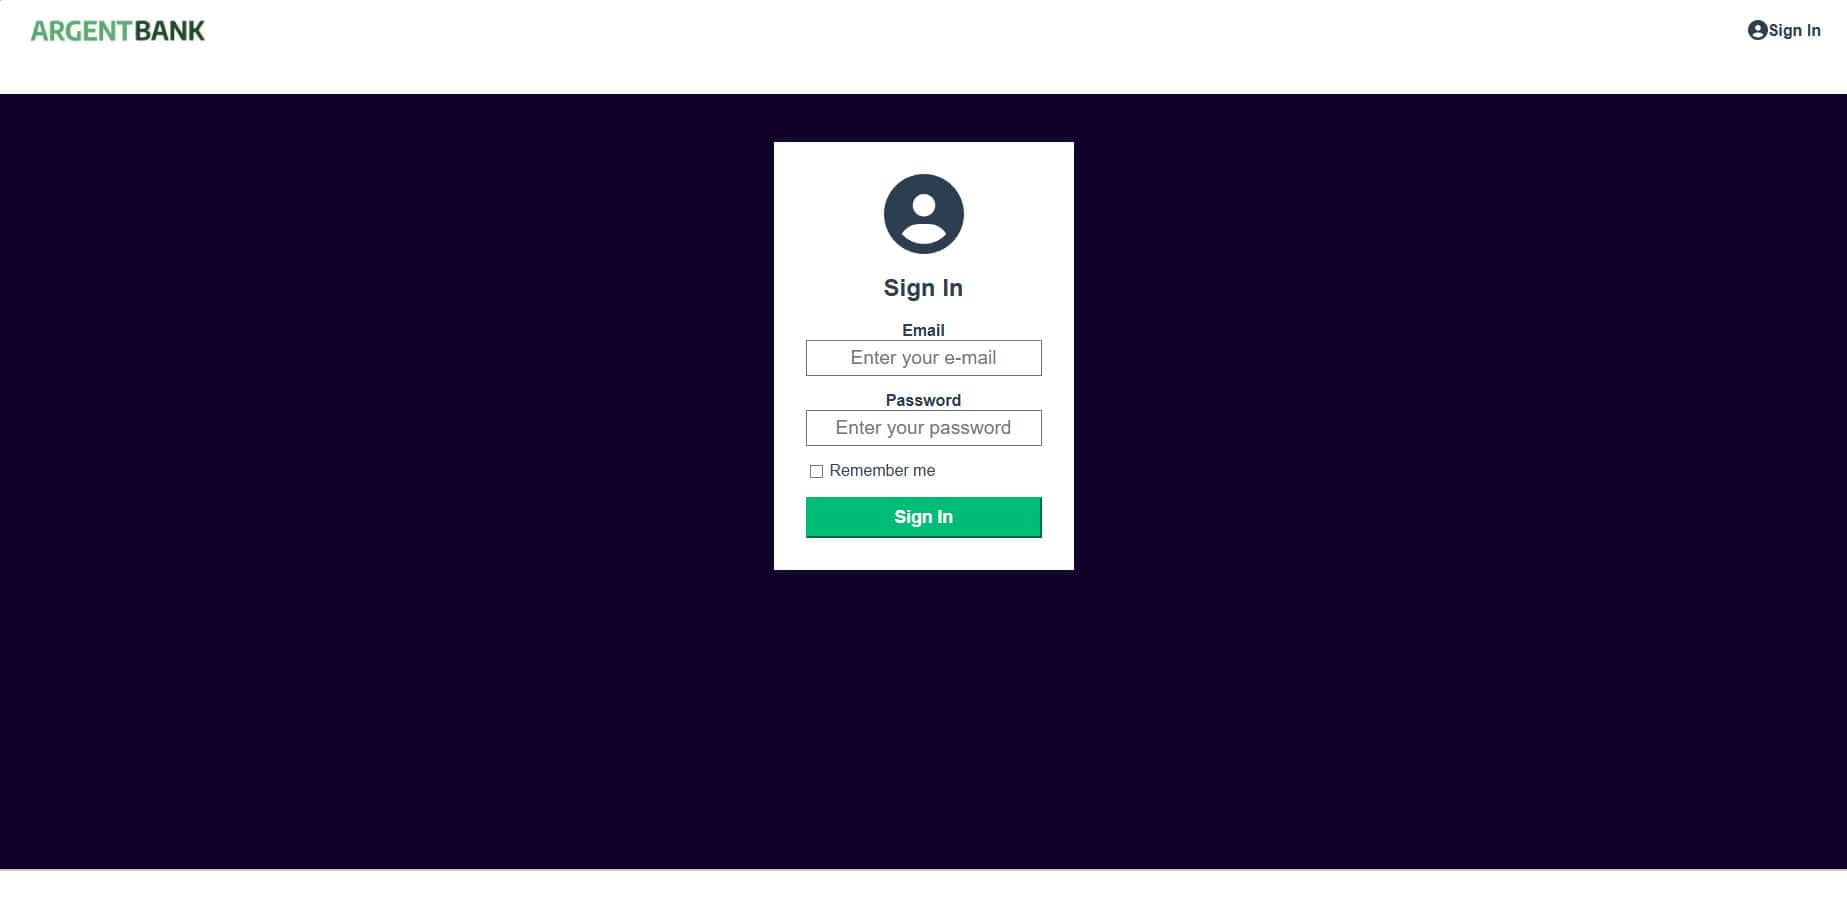 ARGENTBANK
Sign In
Sign In
Email
Enter your e-mail
Password
Enter your password
Remember me
Sign In